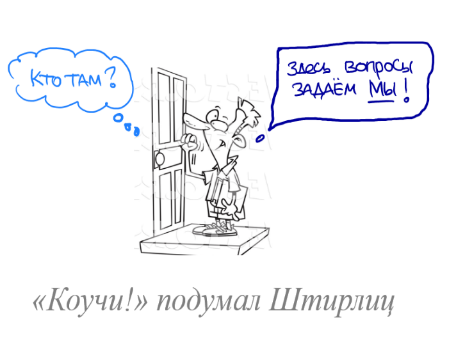 Кто там?
Здесь вопросы
ЗАДАЁМ МЫ!
«Коучи!» подумал Штирлиц